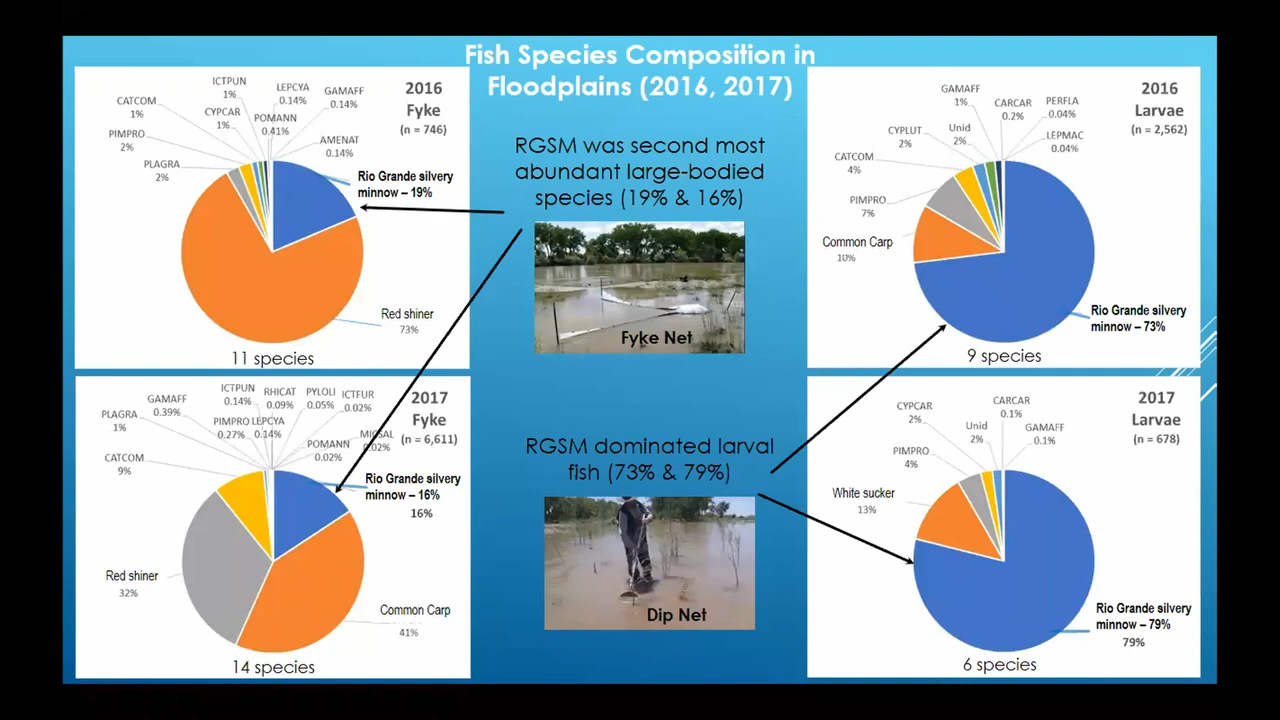 Fish Species Composition in
Floodplains (2016, 2017)
2016
Fyke
(n = 746)
ICTPUN
1%
LEPCYA
0.14%
GAMAFF
0.14%
CATCOM
1%
CYPCAR
1%
POMANN
0.41%
PIMPRO
2%
AMENAT
0.14%
PLAGRA
2%
Rio Grande silvery
minnow – 19%
Red shiner
73%
11 species
RGSM was second most
abundant large-bodied
species (19% & 16%)
Fyke Net
2016
Larvae
(n = 2,562)
GAMAFF
1%
CARCAR
0.2%
PERFLA
0.04%
CYPLUT
2%
Unid
2%
LEPMAC
0.04%
CATCOM
4%
PIMPRO
7%
Common Carp
10%
Rio Grande silvery
minnow – 73%
9 species
2017
Fyke
(n = 6,611)
ICTPUN
0.14%
RHICAT
0.09%
PYLOLI
0.05%
ICTFUR
0.02%
GAMAFF
0.39%
PLAGRA
1%
PIMPRO
0.27%
LEPCYA
0.14%
MICSAL
0.02%
POMANN
0.02%
CATCOM
9%
Rio Grande silvery
minnow – 16%
16%
Red shiner
32%
Common Carp
41%
14 species
RGSM dominated larval
fish (73% & 79%)
Dip Net
2017
Larvae
(n = 678)
CARCAR
0.1%
CYPCAR
2%
Unid
2%
GAMAFF
0.1%
PIMPRO
4%
White sucker
13%
Rio Grande silvery
minnow – 79%
79%
6 species